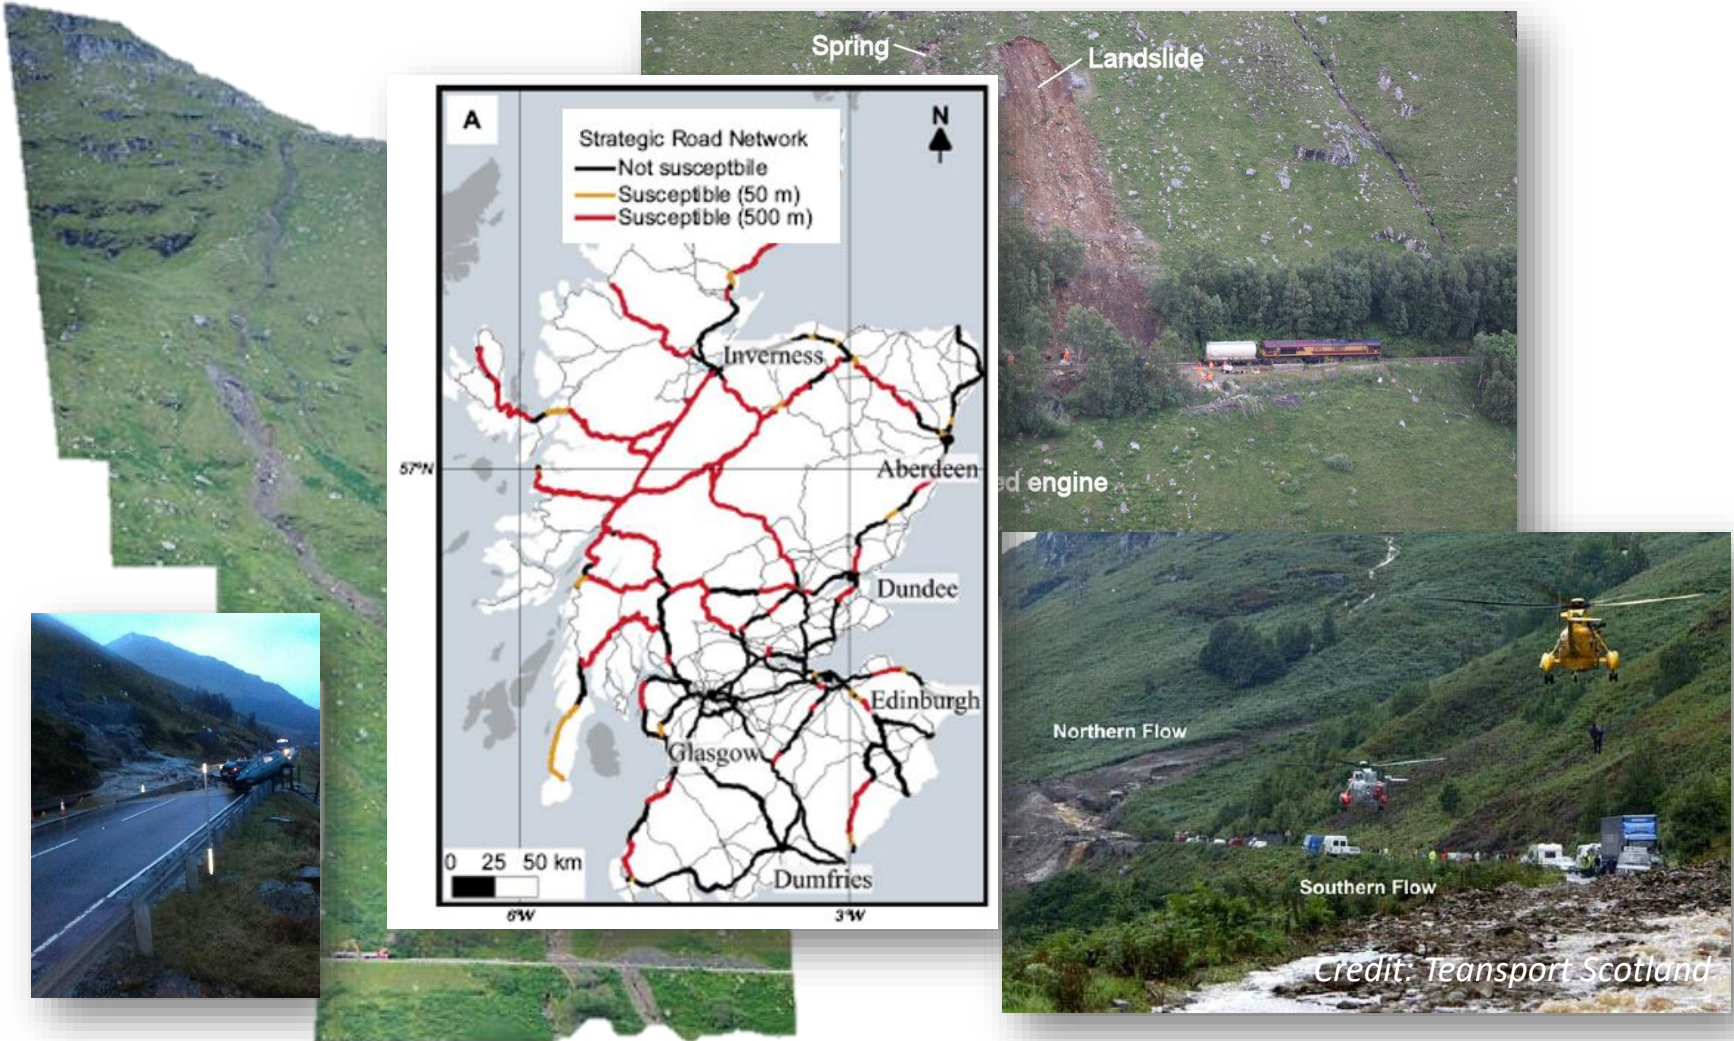 Spring
Landslide
ed engine
A
N
Strategic Road Network
Not susceptbile
Susceptible (50 m)
Susceptible (500 m)
Inverness
57°N
Aberdeen
Dundee
Edinburgh
Glasgow
Dumfries
0 25 50 km
6°W
3°W
Northern Flow
Southern Flow
Credit: Teansport Scotland